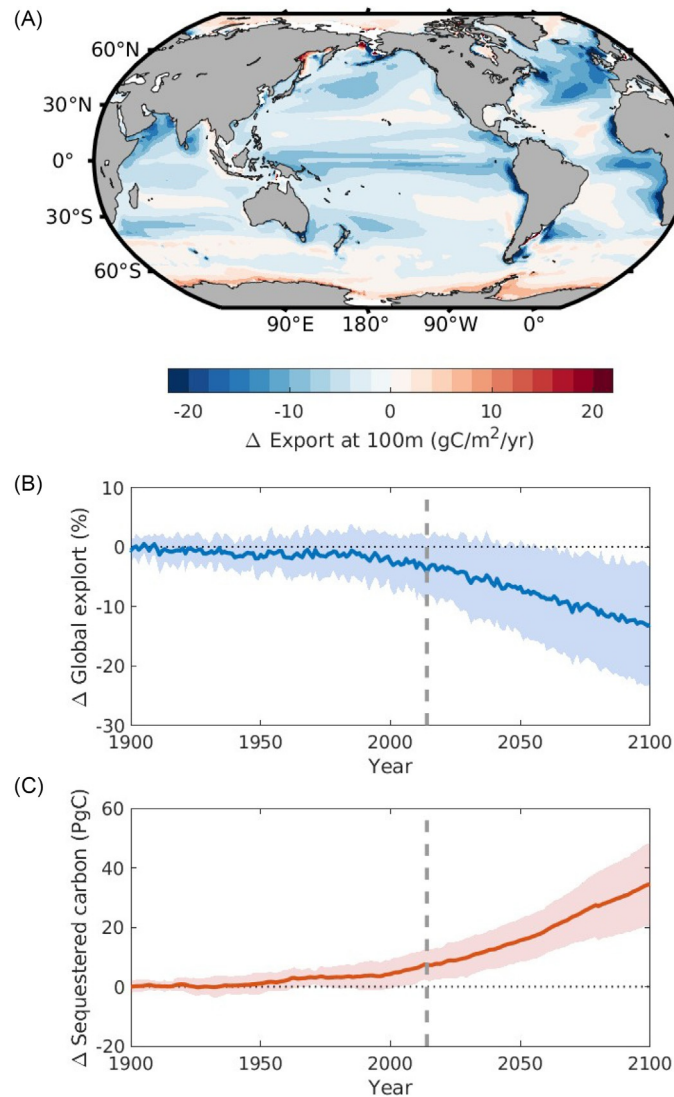 (A)
60°N
30°N
0°
30°S
60°S
90°E 180° 90°W 0°
-20 -10 0 10 20
Δ Export at 100m (gC/m²/yr)
(B)
10
0
-10
-20
-30
Δ Global explort (%)
1900 1950 2000 2050 2100
Year
(C)
60
40
20
0
-20
Δ Sequestered carbon (PgC)
1900 1950 2000 2050 2100
Year